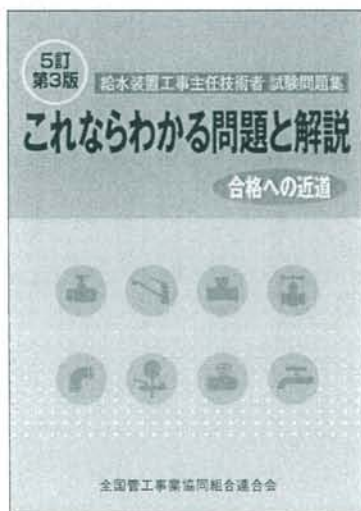 5訂
第3版
給水装置工事主任技術者 試験問題集
これならわかる問題と解説
合格への近道
全国管工事業協同組合連合会